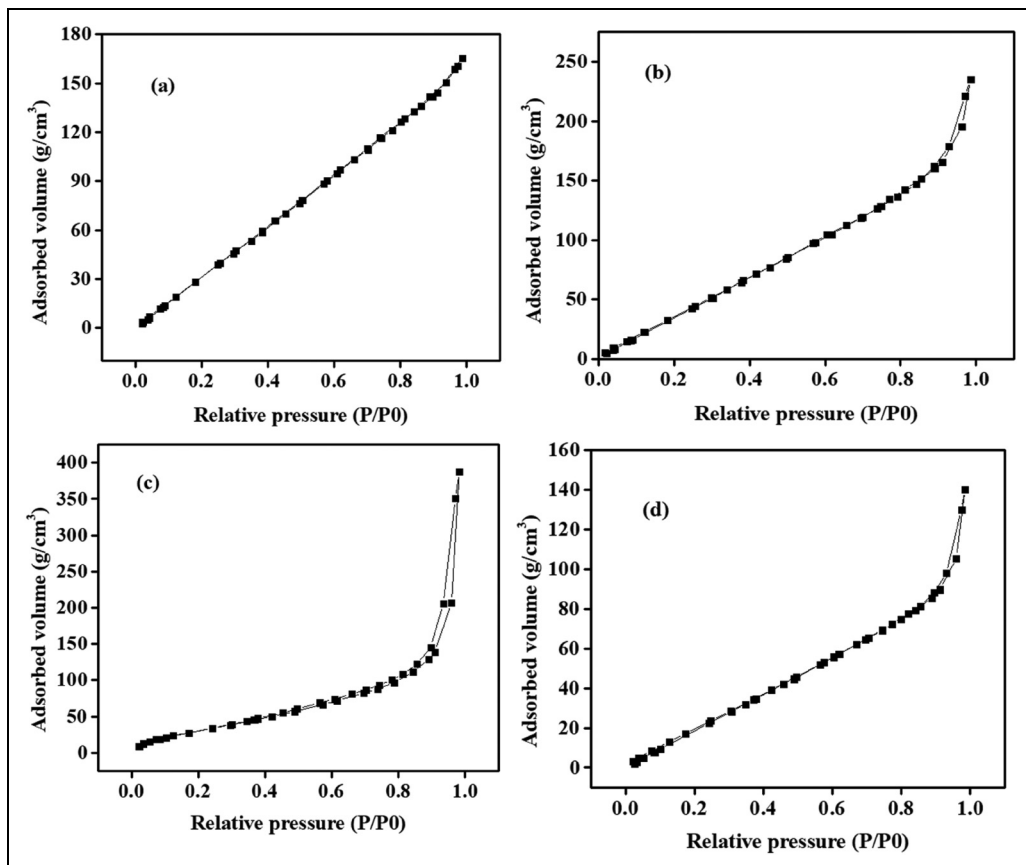 (a)
Adsorbed volume (g/cm³)
180
150
120
90
60
30
0
0.0 0.2 0.4 0.6 0.8 1.0
Relative pressure (P/P0)
(b)
Adsorbed volume (g/cm³)
250
200
150
100
50
0
0.0 0.2 0.4 0.6 0.8 1.0
Relative pressure (P/P0)
(c)
Adsorbed volume (g/cm³)
400
350
300
250
200
150
100
50
0
0.0 0.2 0.4 0.6 0.8 1.0
Relative pressure (P/P0)
(d)
Adsorbed volume (g/cm³)
160
140
120
100
80
60
40
20
0
0.0 0.2 0.4 0.6 0.8 1.0
Relative pressure (P/P0)